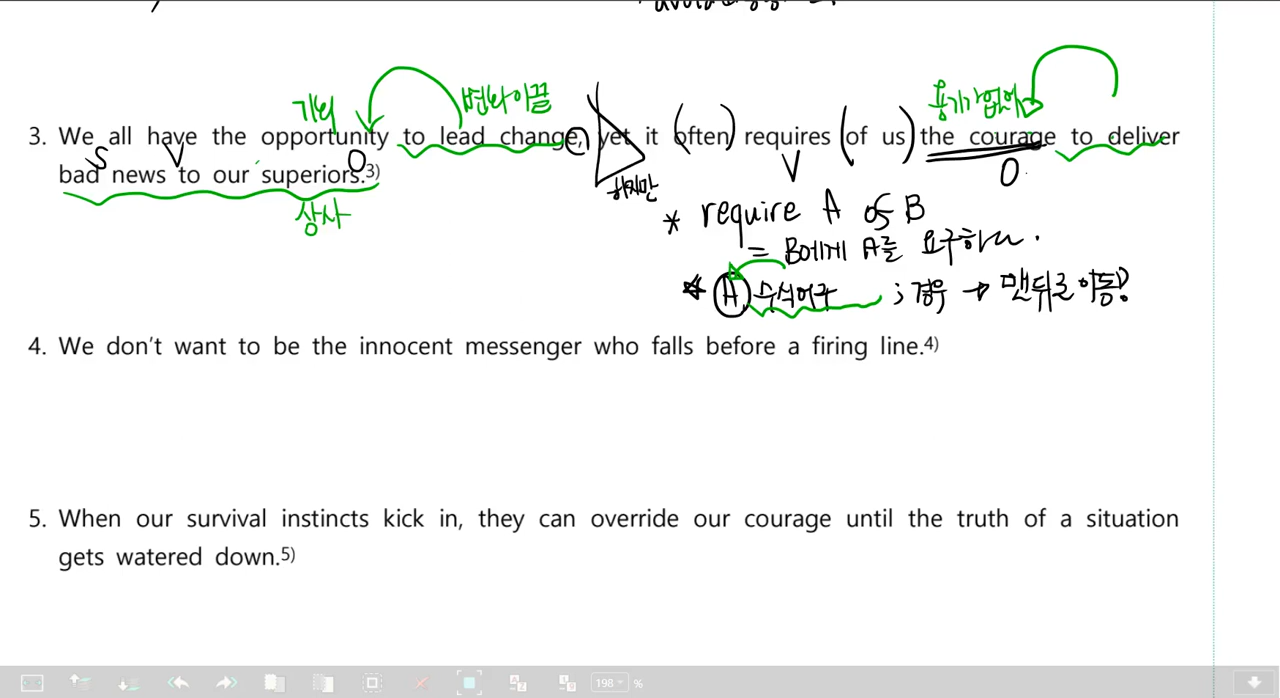 기회 변화 이끌 용기가 없어
3. We all have the opportunity to lead change, yet it (often) requires (of us) the courage to deliver
S V O V O
bad news to our superiors.3)
하지만
상사
* require A of B
= B에게 A를 요구하다.
* A 수식어구 ; 경우 → 맨뒤로 이동!
4. We don't want to be the innocent messenger who falls before a firing line.4)
5. When our survival instincts kick in, they can override our courage until the truth of a situation
gets watered down.5)
198 %